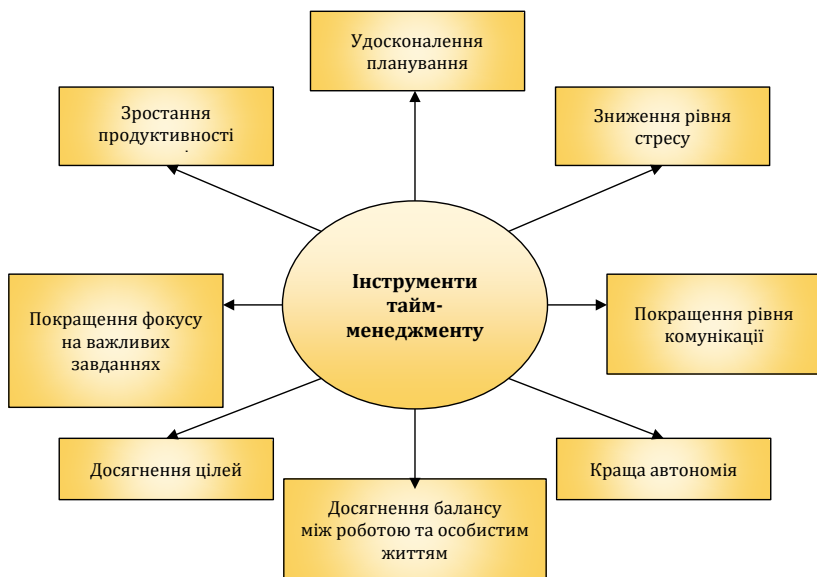 Удосконалення
планування
Зростання
продуктивності
Зниження рівня
стресу
Інструменти
тайм-
менеджменту
Покращення фокусу
на важливих
завданнях
Покращення рівня
комунікації
Досягнення цілей
Краща автономія
Досягнення балансу
між роботою та особистим
життям